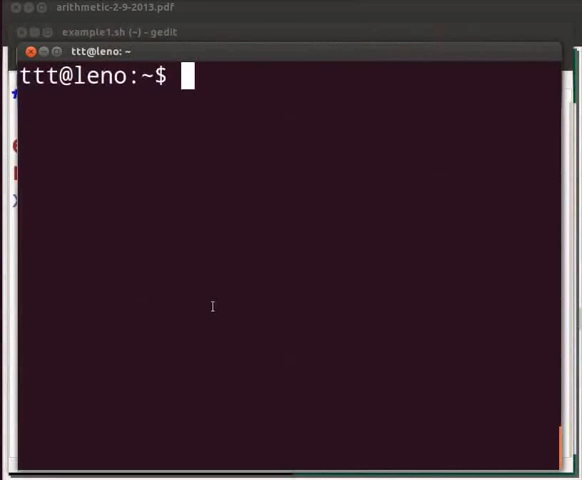 arithmetic-2-9-2013.pdf
example1.sh (~) - gedit
ttt@leno: ~
ttt@leno:~$